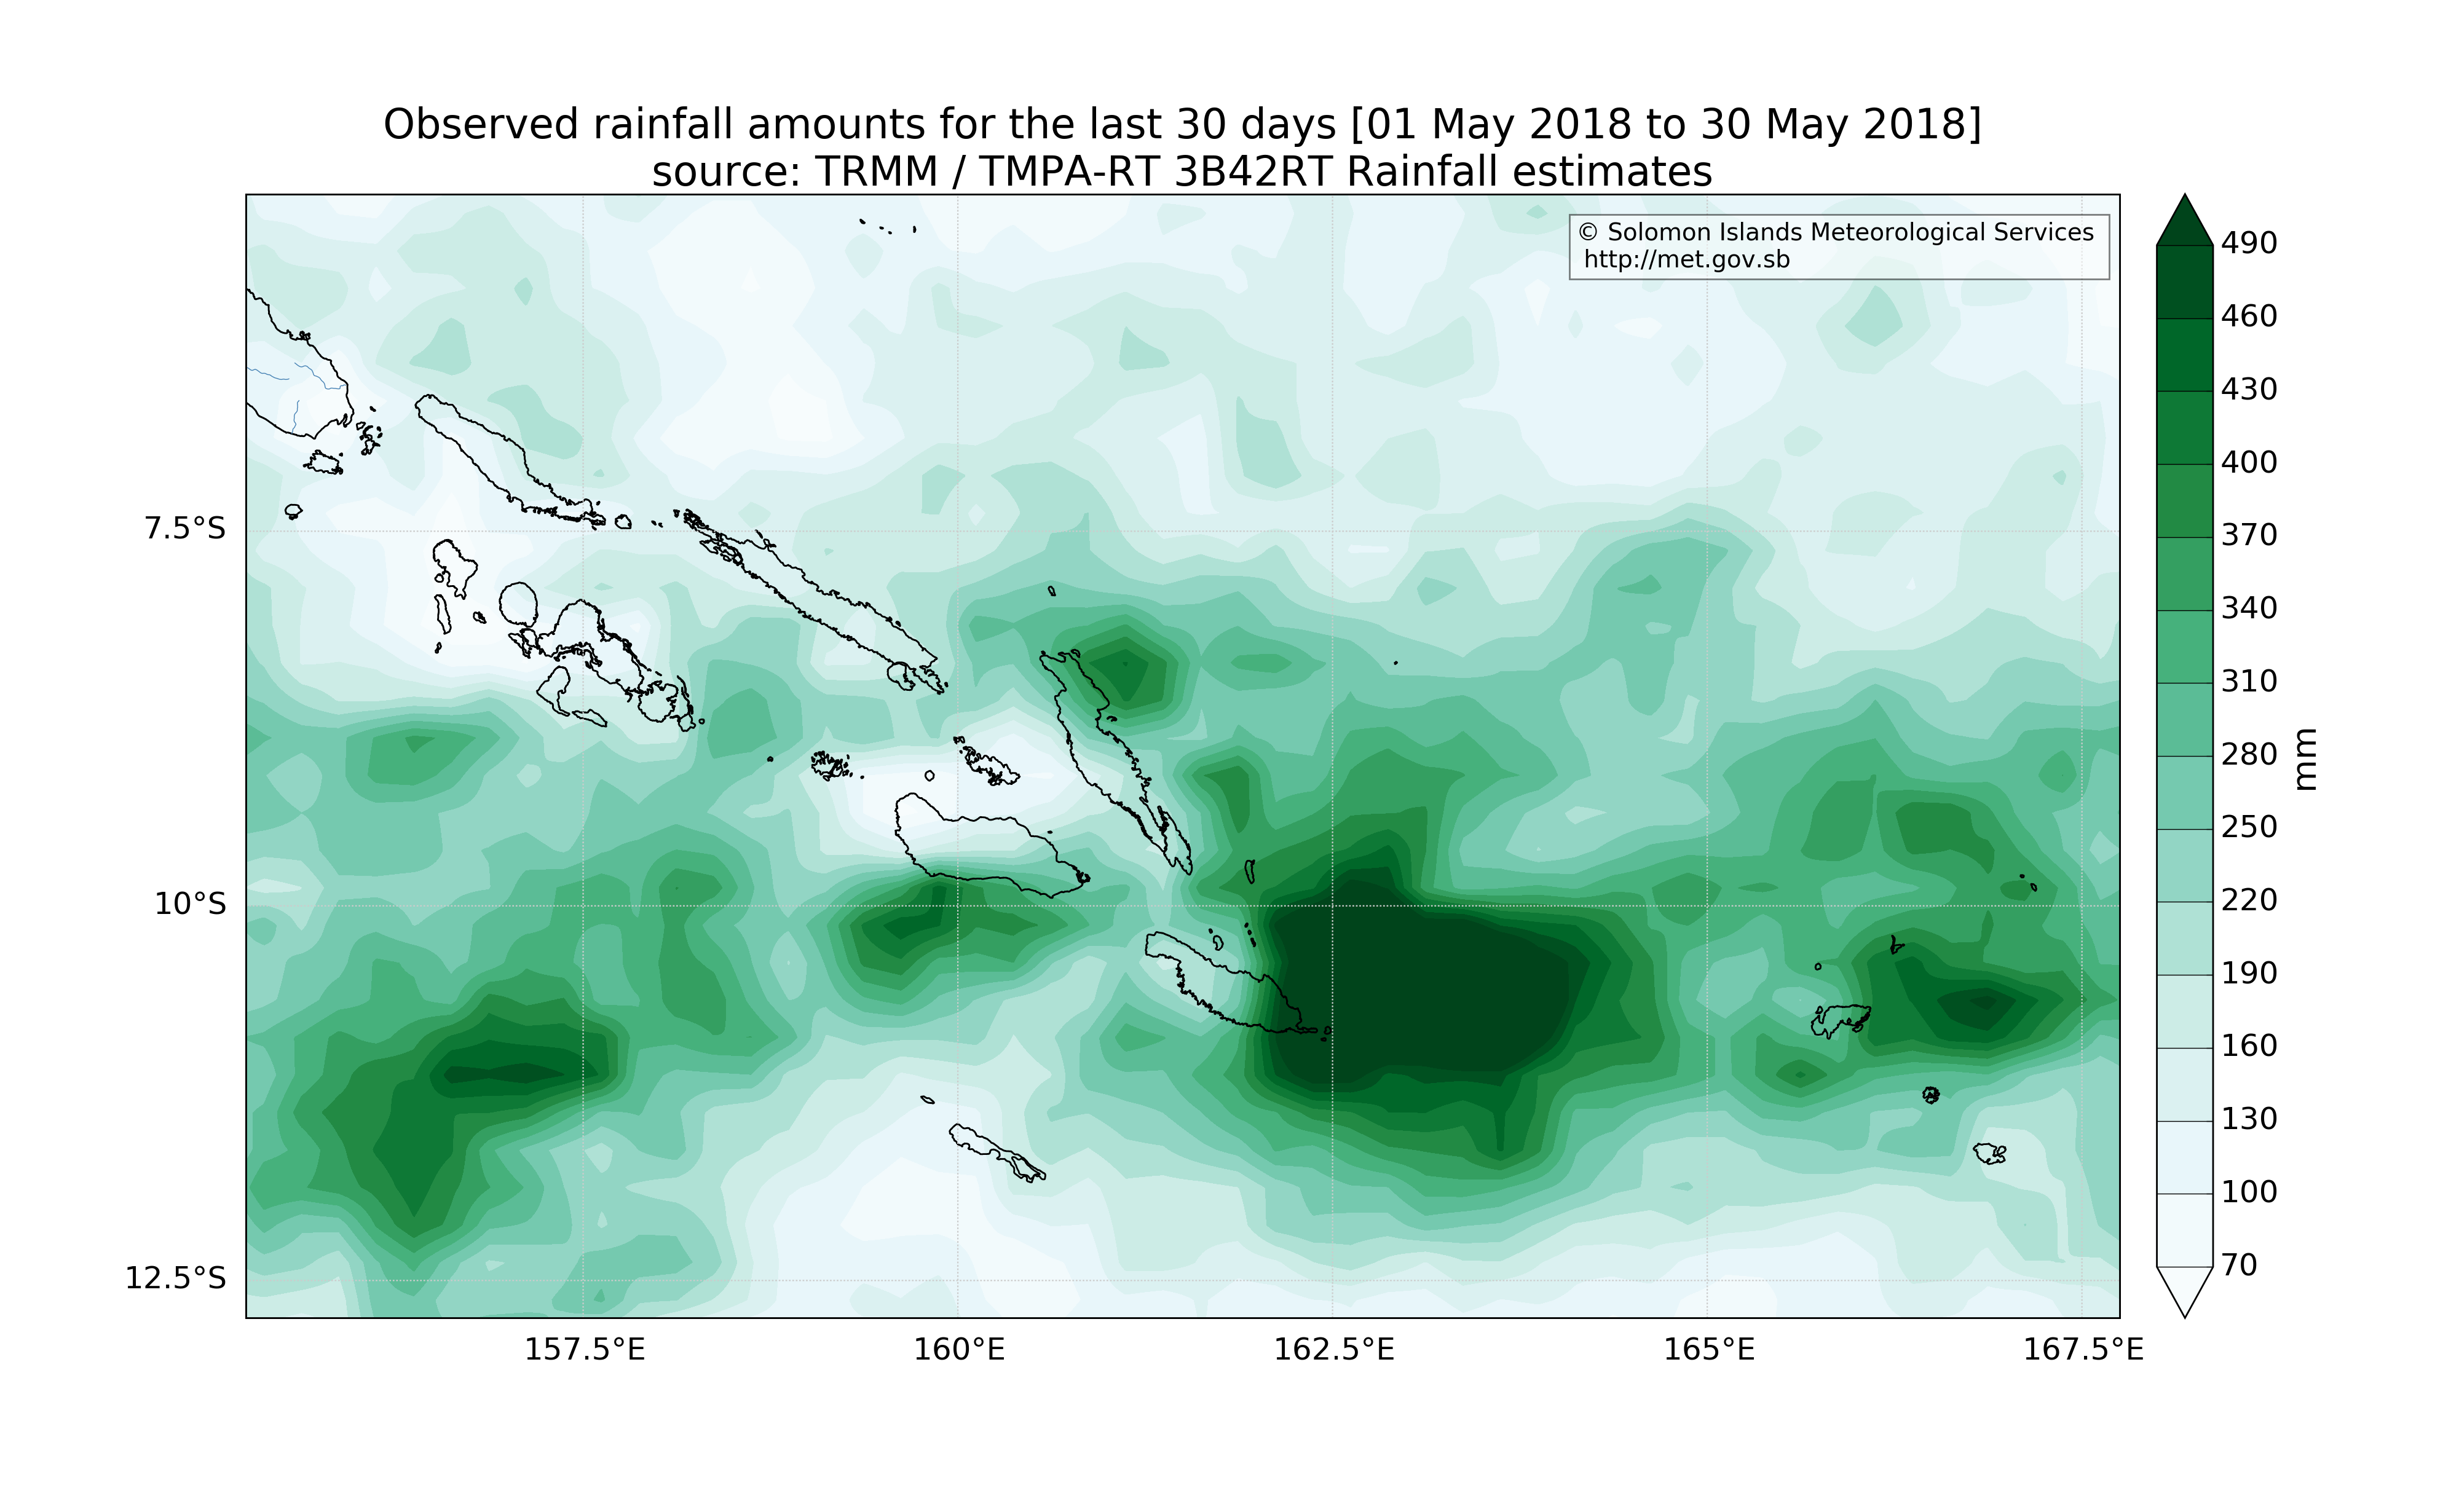 Observed rainfall amounts for the last 30 days [01 May 2018 to 30 May 2018]
source: TRMM / TMPA-RT 3B42RT Rainfall estimates
© Solomon Islands Meteorological Services
http://met.gov.sb
7.5°S
10°S
12.5°S
157.5°E
160°E
162.5°E
165°E
167.5°E
490
460
430
400
370
340
310
280
250
220
190
160
130
100
70
mm